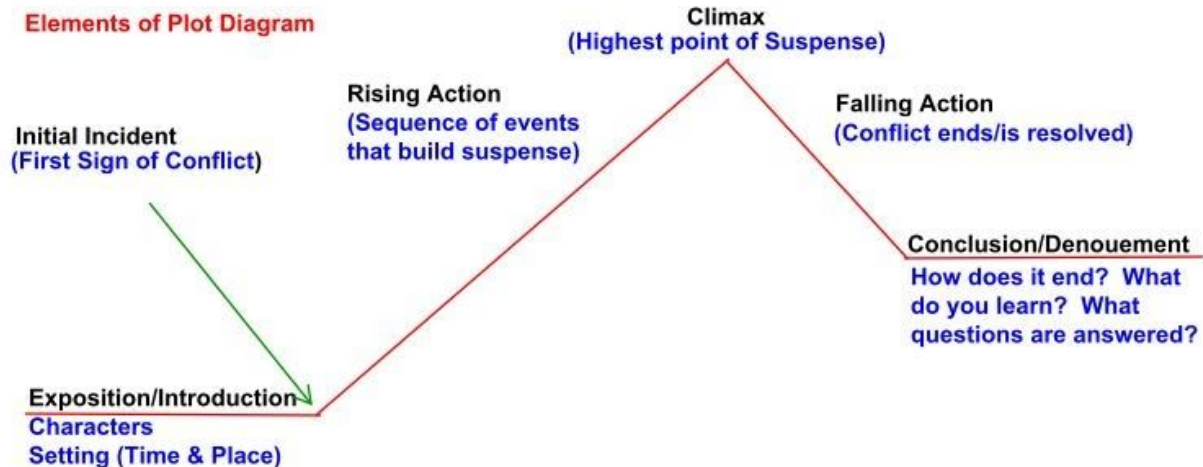 Elements of Plot Diagram
Climax
(Highest point of Suspense)
Rising Action
(Sequence of events
that build suspense)
Falling Action
(Conflict ends/is resolved)
Initial Incident
(First Sign of Conflict)
Conclusion/Denouement
How does it end? What
do you learn? What
questions are answered?
Exposition/Introduction
Characters
Setting (Time & Place)